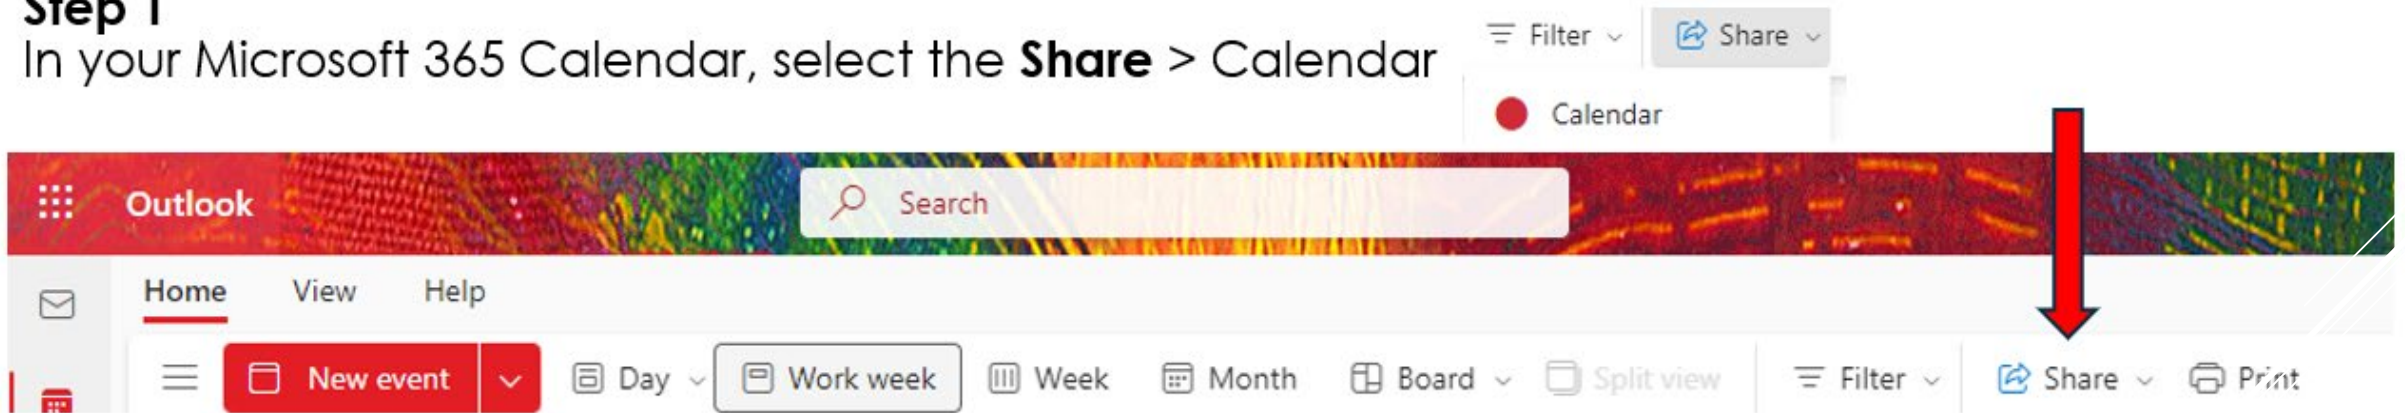 Step 1
In your Microsoft 365 Calendar, select the Share > Calendar
Filter Share
Calendar
Outlook Search
Home View Help
New event Day Work week Week Month Board Split view Filter Share Print